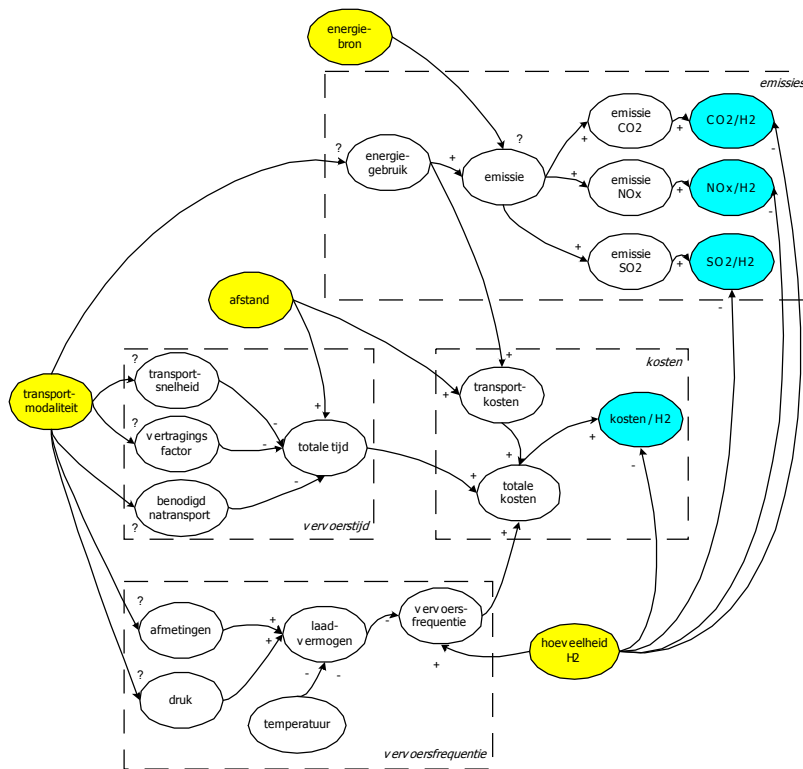 energie-
bron
emissies
emissie
CO2
+
+
CO2/H2
-
?
?
energie-
gebruik
+
emissie
+
emissie
NOx
+
NOx/H2
-
+
emissie
SO2
+
SO2/H2
-
afstand
?
transport-
snelheid
-
+
kosten
+
transport-
kosten
+
transport-
modaliteit
?
vertragings
factor
-
totale tijd
kosten / H2
+
-
+
+
totale
kosten
+
benodigd
natransport
-
?
vervoerstijd
?
afmetingen
+
+
laad-
vermogen
-
vervoers-
frequentie
+
hoeveelheid
H2
?
druk
-
-
temperatuur
vervoersfrequentie